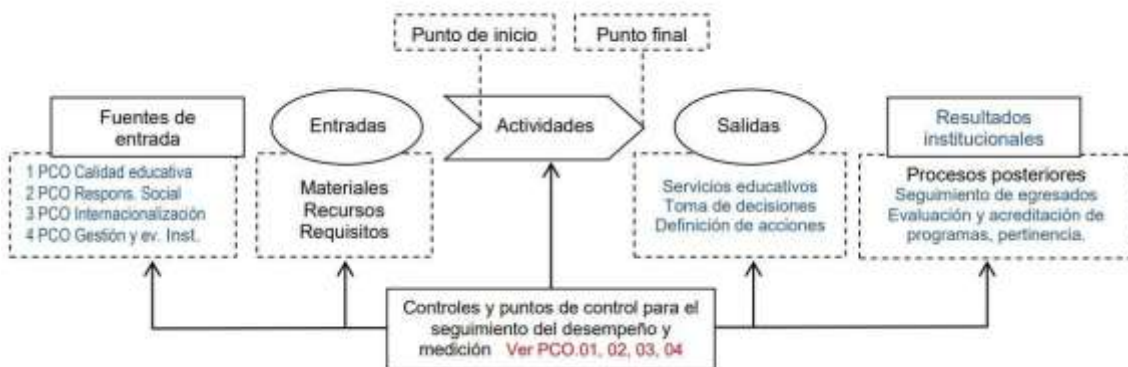 Punto de inicio
Punto final
Fuentes de
entrada
Entradas
Actividades
Salidas
Resultados
institucionales
1 PCO Calidad educativa
2 PCO Respons. Social
3 PCO Internacionalización
4 PCO Gestión y ev. Inst.
Materiales
Recursos
Requisitos
Servicios educativos
Toma de decisiones
Definición de acciones
Procesos posteriores
Seguimiento de egresados
Evaluación y acreditación de
programas, pertinencia.
Controles y puntos de control para el
seguimiento del desempeño y
medición Ver PCO.01, 02, 03, 04